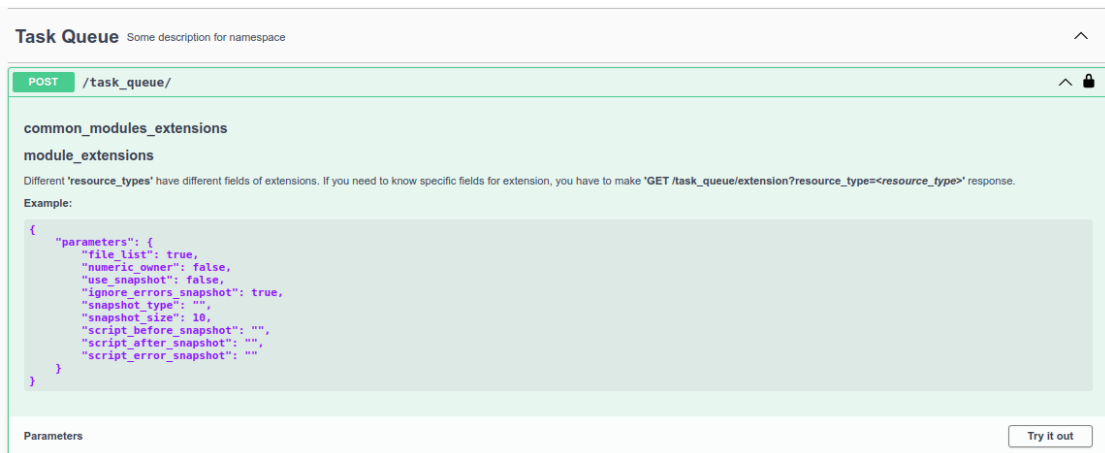 Task Queue Some description for namespace
POST /task_queue/
common_modules_extensions
module_extensions
Different 'resource_types' have different fields of extensions. If you need to know specific fields for extension, you have to make 'GET /task_queue/extension?resource_type=<resource_type>' response.
Example:
{
    "parameters": {
        "file_list": true,
        "numeric_owner": false,
        "use_snapshot": false,
        "ignore_errors_snapshot": true,
        "snapshot_type": "",
        "snapshot_size": 10,
        "script_before_snapshot": "",
        "script_after_snapshot": "",
        "script_error_snapshot": ""
    }
}
Parameters Try it out